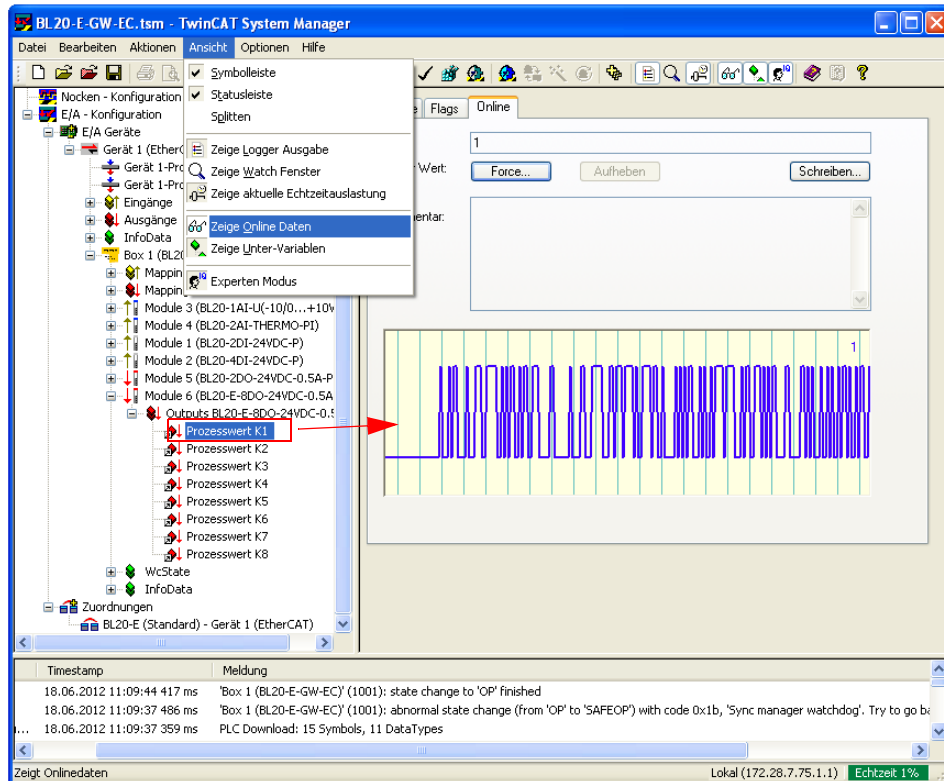 BL20-E-GW-EC.tsm - TwinCAT System Manager
Datei Bearbeiten Aktionen Ansicht Optionen Hilfe
Symbolleiste
Statusleiste
Splitten
Zeige Logger Ausgabe
Zeige Watch Fenster
Zeige aktuelle Echtzeitauslastung
Zeige Online Daten
Zeige Unter-Variablen
Experten Modus
Nocken - Konfiguration
E/A - Konfiguration
E/A Geräte
Gerät 1 (EtherC
Gerät 1-Pro
Gerät 1-Pro
Eingänge
Ausgänge
InfoData
Box 1 (BL20
Mapping
Mapping
Module 3 (BL20-1AI-U(-10/0...+10V
Module 4 (BL20-2AI-THERMO-PI)
Module 1 (BL20-2DI-24VDC-P)
Module 2 (BL20-4DI-24VDC-P)
Module 5 (BL20-2DO-24VDC-0.5A-P
Module 6 (BL20-E-8DO-24VDC-0.5A
Outputs BL20-E-8DO-24VDC-0.5
Prozesswert K1
Prozesswert K2
Prozesswert K3
Prozesswert K4
Prozesswert K5
Prozesswert K6
Prozesswert K7
Prozesswert K8
WcState
InfoData
Zuordnungen
BL20-E (Standard) - Gerät 1 (EtherCAT)
Flags Online
1
Wert: Force... Aufheben Schreiben...
entar:
1
Timestamp Meldung
18.06.2012 11:09:44 417 ms 'Box 1 (BL20-E-GW-EC)' (1001): state change to 'OP' finished
18.06.2012 11:09:37 486 ms 'Box 1 (BL20-E-GW-EC)' (1001): abnormal state change (from 'OP' to 'SAFEOP') with code 0x1b, 'Sync manager watchdog'. Try to go ba
... 18.06.2012 11:09:37 359 ms PLC Download: 15 Symbols, 11 DataTypes
Zeigt Onlinedaten Lokal (172.28.7.75.1.1) Echtzeit 1%